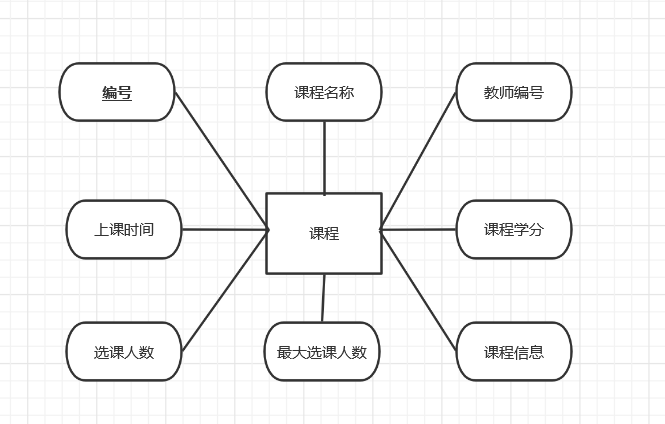 编号
课程名称
教师编号
上课时间
课程
课程学分
选课人数
最大选课人数
课程信息